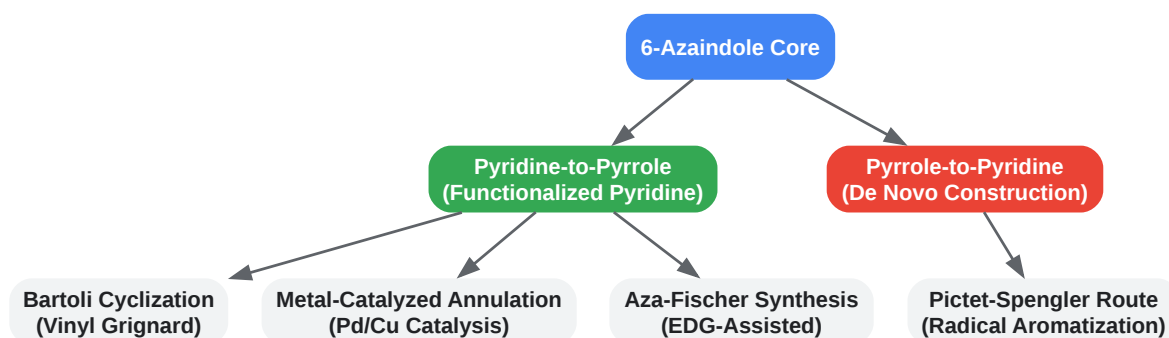 6-Azaindole Core
Pyridine-to-Pyrrole
(Functionalized Pyridine)
Pyrrole-to-Pyridine
(De Novo Construction)
Bartoli Cyclization
(Vinyl Grignard)
Metal-Catalyzed Annulation
(Pd/Cu Catalysis)
Aza-Fischer Synthesis
(EDG-Assisted)
Pictet-Spengler Route
(Radical Aromatization)